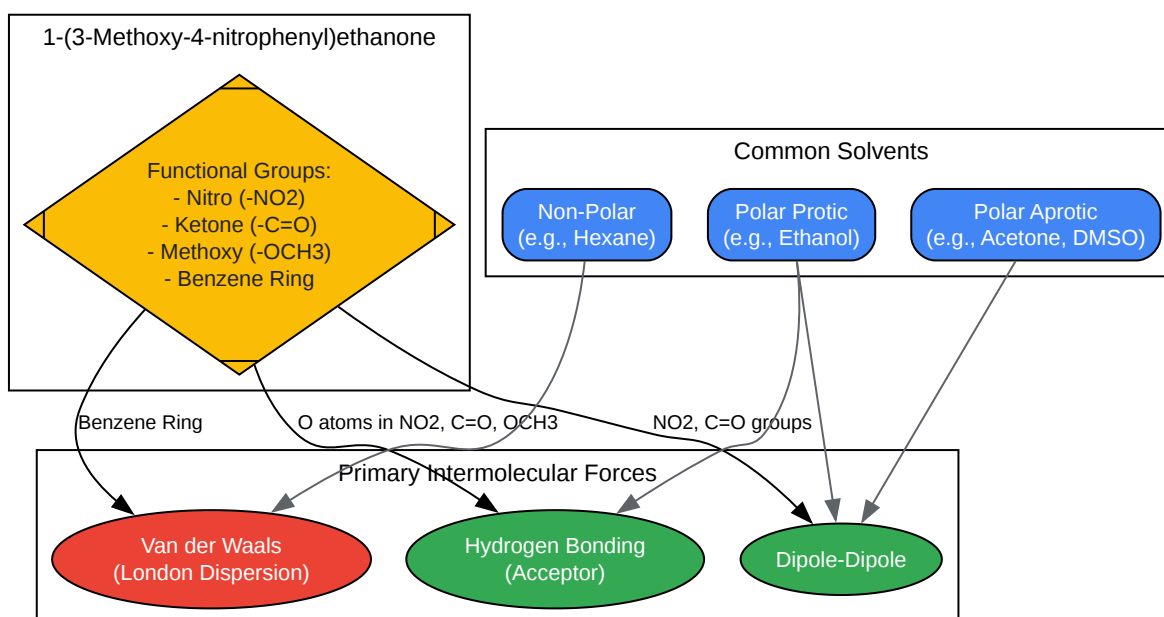 1-(3-Methoxy-4-nitrophenyl)ethanone
Functional Groups:
- Nitro (-NO2)
- Ketone (-C=O)
- Methoxy (-OCH3)
- Benzene Ring
Common Solvents
Non-Polar
(e.g., Hexane)
Polar Protic
(e.g., Ethanol)
Polar Aprotic
(e.g., Acetone, DMSO)
Benzene Ring
O atoms in NO2, C=O, OCH3
NO2, C=O groups
Primary Intermolecular Forces
Van der Waals
(London Dispersion)
Hydrogen Bonding
(Acceptor)
Dipole-Dipole